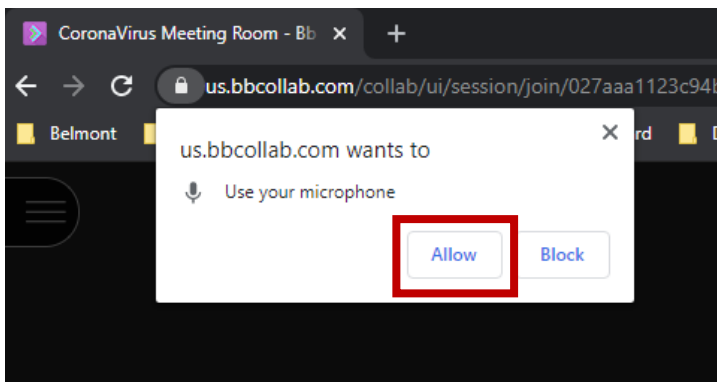 CoronaVirus Meeting Room - Bb
us.bbcollab.com/collab/ui/session/join/027aaa1123c94b
Belmont
rd
us.bbcollab.com wants to
Use your microphone
Allow Block